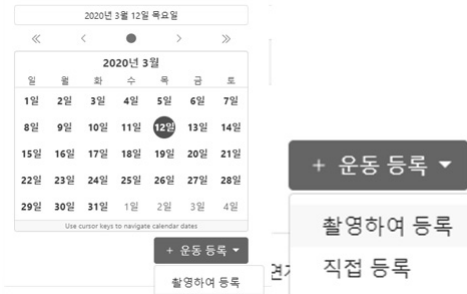 2020년 3월 12일 목요일
2020년 3월
일 월 화 수 목 금 토
1일 2일 3일 4일 5일 6일 7일
8일 9일 10일 11일 12일 13일 14일
15일 16일 17일 18일 19일 20일 21일
22일 23일 24일 25일 26일 27일 28일
29일 30일 31일 1일 2일 3일 4일
Use cursor keys to navigate calendar dates
+ 운동 등록
촬영하여 등록
+ 운동 등록
촬영하여 등록
직접 등록